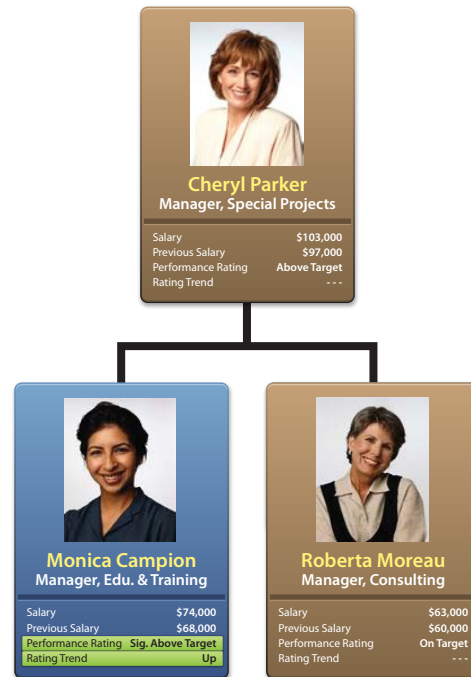 Cheryl Parker
Manager, Special Projects
Salary $103,000
Previous Salary $97,000
Performance Rating Above Target
Rating Trend - - -
Monica Campion
Manager, Edu. & Training
Salary $74,000
Previous Salary $68,000
Performance Rating Sig. Above Target
Rating Trend Up
Roberta Moreau
Manager, Consulting
Salary $63,000
Previous Salary $60,000
Performance Rating On Target
Rating Trend - - -